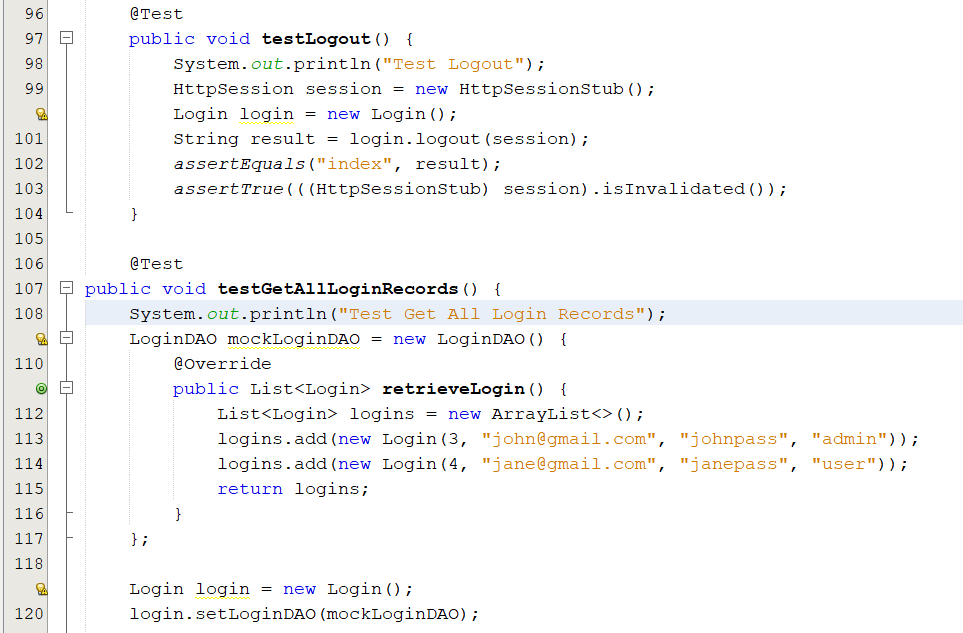 96 @Test
97 public void testLogout() {
98 System.out.println("Test Logout");
99 HttpSession session = new HttpSessionStub();
Login login = new Login();
101 String result = login.logout(session);
102 assertEquals("index", result);
103 assertTrue(((HttpSessionStub) session).isInvalidated());
104 }
105
106 @Test
107 public void testGetAllLoginRecords() {
108 System.out.println("Test Get All Login Records");
LoginDAO mockLoginDAO = new LoginDAO() {
110 @Override
public List<Login> retrieveLogin() {
112 List<Login> logins = new ArrayList<>();
113 logins.add(new Login(3, "john@gmail.com", "johnpass", "admin"));
114 logins.add(new Login(4, "jane@gmail.com", "janepass", "user"));
115 return logins;
116 }
117 };
118
Login login = new Login();
120 login.setLoginDAO(mockLoginDAO);